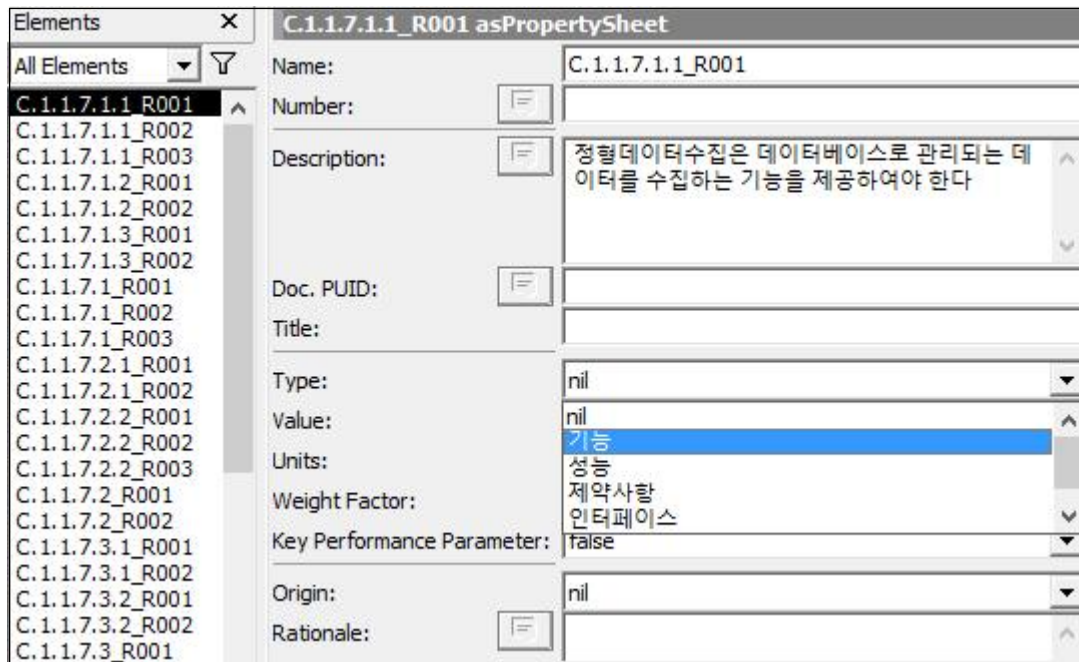 Elements
All Elements
C.1.1.7.1.1_R001
C.1.1.7.1.1_R002
C.1.1.7.1.1_R003
C.1.1.7.1.2_R001
C.1.1.7.1.2_R002
C.1.1.7.1.3_R001
C.1.1.7.1.3_R002
C.1.1.7.1_R001
C.1.1.7.1_R002
C.1.1.7.1_R003
C.1.1.7.2.1_R001
C.1.1.7.2.1_R002
C.1.1.7.2.2_R001
C.1.1.7.2.2_R002
C.1.1.7.2.2_R003
C.1.1.7.2_R001
C.1.1.7.2_R002
C.1.1.7.3.1_R001
C.1.1.7.3.1_R002
C.1.1.7.3.2_R001
C.1.1.7.3.2_R002
C.1.1.7.3_R001
C.1.1.7.1.1_R001 asPropertySheet
Name: C.1.1.7.1.1_R001
Number:
Description: 정형데이터수집은 데이터베이스로 관리되는 데
이터를 수집하는 기능을 제공하여야 한다
Doc. PUID:
Title:
Type: nil
Value: nil
기능
Units: 성능
Weight Factor: 제약사항
인터페이스
Key Performance Parameter: false
Origin: nil
Rationale: